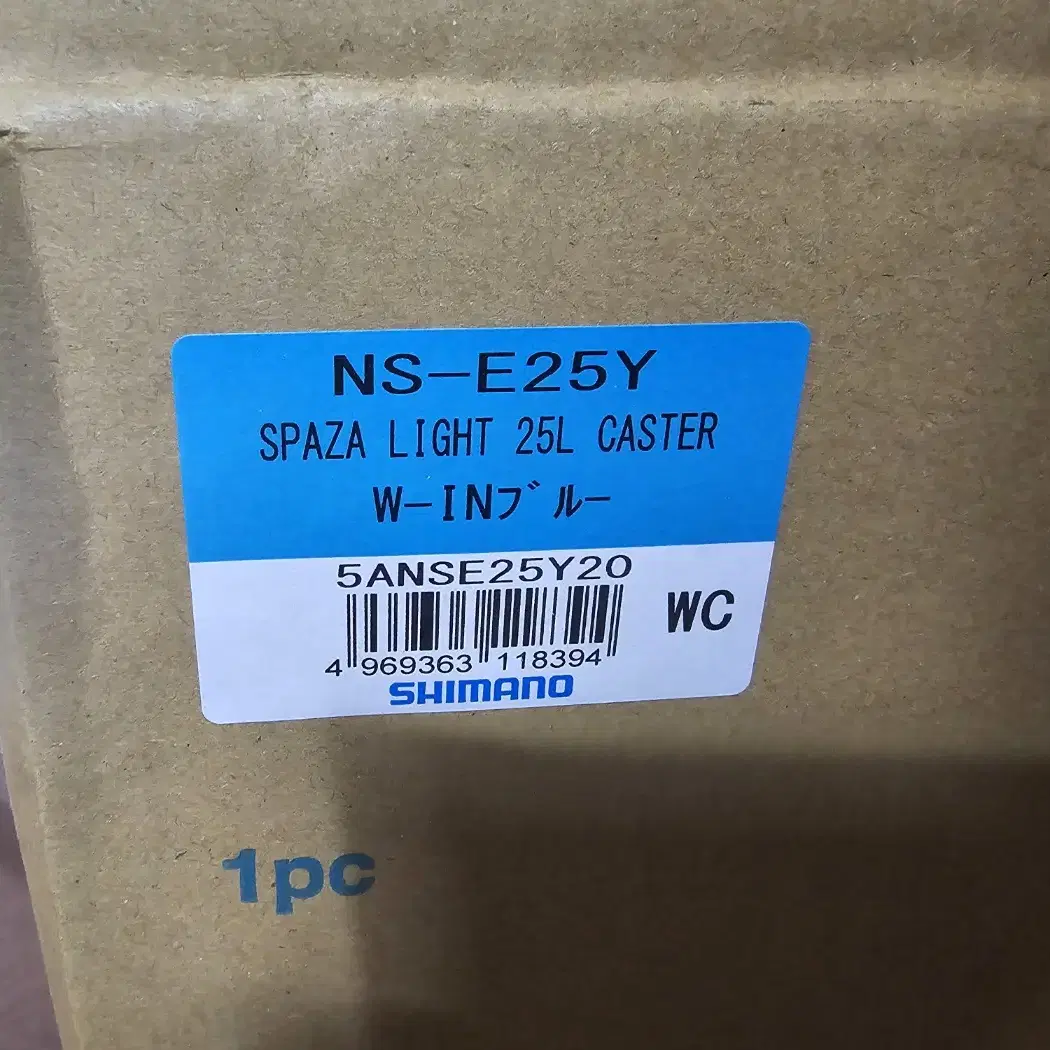 NS-E25Y
SPAZA LIGHT 25L CASTER
W-INブルー
5ANSE25Y20
WC
4 969363 118394
SHIMANO
1pc